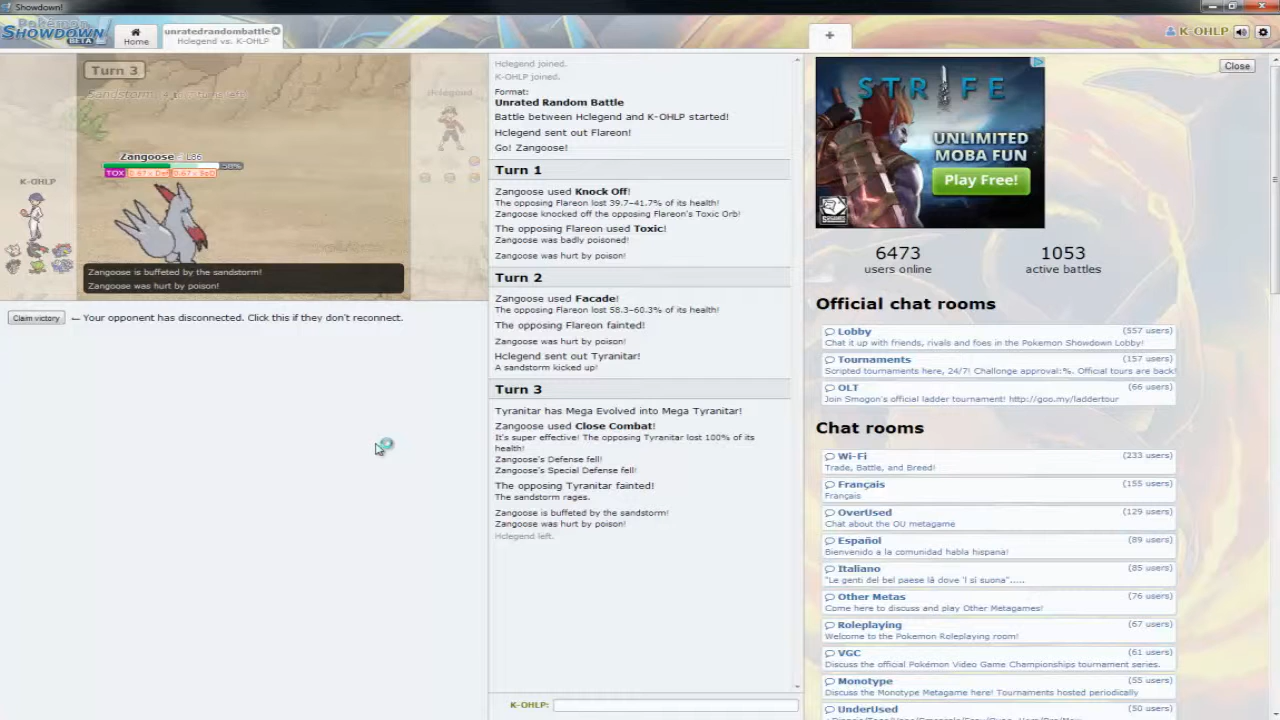 Showdown!
Pokémon
SHOWDOWN
BETA
Home
unratedrandombattle
Hclegend vs. K-OHLP
+
K-OHLP
Turn 3
Hclegend
Zangoose L86
TOX 0.67× Def 0.67× SpD
K-OHLP
Zangoose is buffeted by the sandstorm!
Zangoose was hurt by poison!
Claim victory
← Your opponent has disconnected. Click this if they don't reconnect.
Hclegend joined.
K-OHLP joined.
Format:
Unrated Random Battle
Battle between Hclegend and K-OHLP started!
Hclegend sent out Flareon!
Go! Zangoose!
Turn 1
Zangoose used Knock Off!
The opposing Flareon lost 39.7–41.7% of its health!
Zangoose knocked off the opposing Flareon's Toxic Orb!
The opposing Flareon used Toxic!
Zangoose was badly poisoned!
Zangoose was hurt by poison!
Turn 2
Zangoose used Facade!
The opposing Flareon lost 58.3–60.3% of its health!
The opposing Flareon fainted!
Zangoose was hurt by poison!
Hclegend sent out Tyranitar!
A sandstorm kicked up!
Turn 3
Tyranitar has Mega Evolved into Mega Tyranitar!
Zangoose used Close Combat!
It's super effective! The opposing Tyranitar lost 100% of its
health!
Zangoose's Defense fell!
Zangoose's Special Defense fell!
The opposing Tyranitar fainted!
The sandstorm rages.
Zangoose is buffeted by the sandstorm!
Zangoose was hurt by poison!
Hclegend left.
K-OHLP:
Close
STRIFE
UNLIMITED
MOBA FUN
Play Free!
6473
users online
1053
active battles
Official chat rooms
Lobby (557 users)
Chat it up with friends, rivals and foes in the Pokemon Showdown Lobby!
Tournaments (157 users)
Scripted tournaments here, 24/7! Challonge approval:%. Official tours are back!
OLT (66 users)
Join Smogon's official ladder tournament! http://goo.my/laddertour
Chat rooms
Wi-Fi (233 users)
Trade, Battle, and Breed!
Français (155 users)
Français
OverUsed (129 users)
Chat about the OU metagame
Español (89 users)
Bienvenido a la comunidad habla hispana!
Italiano (85 users)
"Le genti del bel paese là dove 'l sì suona".....
Other Metas (76 users)
Come here to discuss and play Other Metagames!
Roleplaying (67 users)
Welcome to the Pokemon Roleplaying room!
VGC (61 users)
Discuss the official Pokémon Video Game Championships tournament series.
Monotype (55 users)
Discuss the Monotype Metagame here! Tournaments hosted periodically
UnderUsed (50 users)